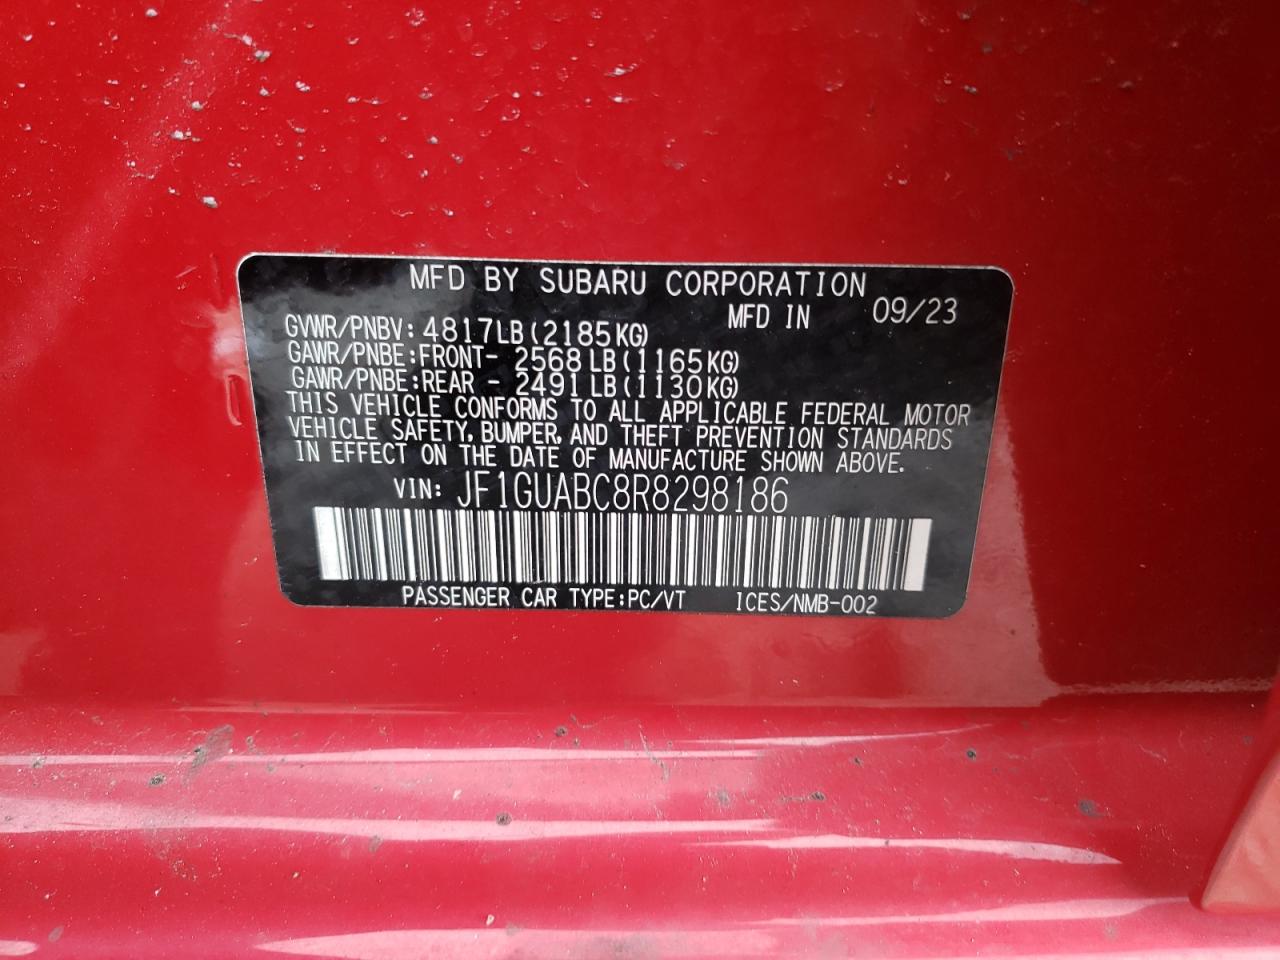 MFD BY SUBARU CORPORATION
MFD IN 09/23
GVWR/PNBV: 4817LB(2185KG)
GAWR/PNBE:FRONT- 2568LB(1165KG)
GAWR/PNBE:REAR - 2491LB(1130KG)
THIS VEHICLE CONFORMS TO ALL APPLICABLE FEDERAL MOTOR
VEHICLE SAFETY, BUMPER, AND THEFT PREVENTION STANDARDS
IN EFFECT ON THE DATE OF MANUFACTURE SHOWN ABOVE.
VIN: JF1GUABC8R8298186
PASSENGER CAR TYPE:PC/VT ICES/NMB-002